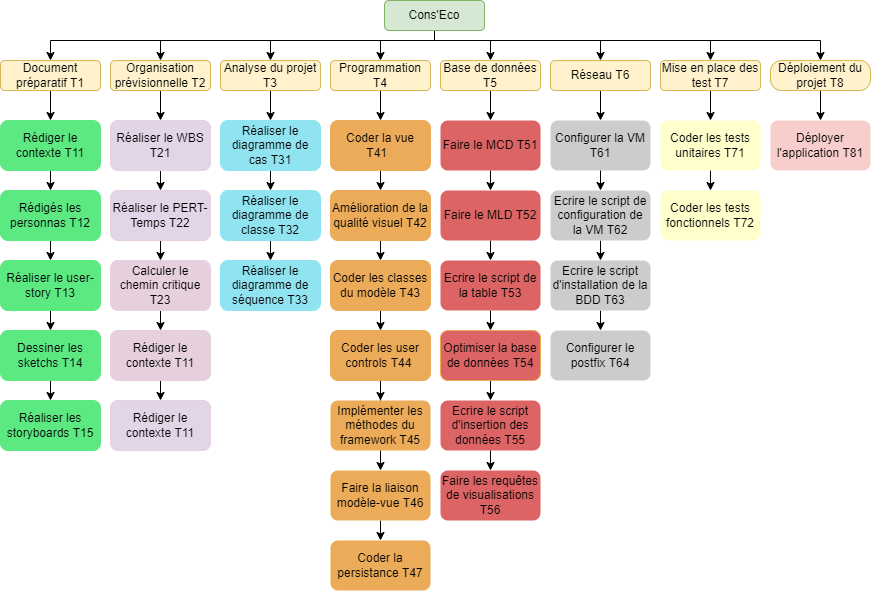 Cons'Eco
Document
préparatif T1
Organisation
prévisionnelle T2
Analyse du projet
T3
Programmation
T4
Base de données
T5
Réseau T6
Mise en place des
test T7
Déploiement du
projet T8
Rédiger le
contexte T11
Réaliser le WBS
T21
Réaliser le
diagramme de
cas T31
Coder la vue
T41
Faire le MCD T51
Configurer la VM
T61
Coder les tests
unitaires T71
Déployer
l'application T81
Rédigés les
personnas T12
Réaliser le PERT-
Temps T22
Réaliser le
diagramme de
classe T32
Amélioration de la
qualité visuel T42
Faire le MLD T52
Ecrire le script de
configuration de
la VM T62
Coder les tests
fonctionnels T72
Réaliser le user-
story T13
Calculer le
chemin critique
T23
Réaliser le
diagramme de
séquence T33
Coder les classes
du modèle T43
Ecrire le script de
la table T53
Ecrire le script
d'installation de la
BDD T63
Dessiner les
sketchs T14
Rédiger le
contexte T11
Coder les user
controls T44
Optimiser la base
de données T54
Configurer le
postfix T64
Réaliser les
storyboards T15
Rédiger le
contexte T11
Implémenter les
méthodes du
framework T45
Ecrire le script
d'insertion des
données T55
Faire la liaison
modèle-vue T46
Faire les requêtes
de visualisations
T56
Coder la
persistance T47